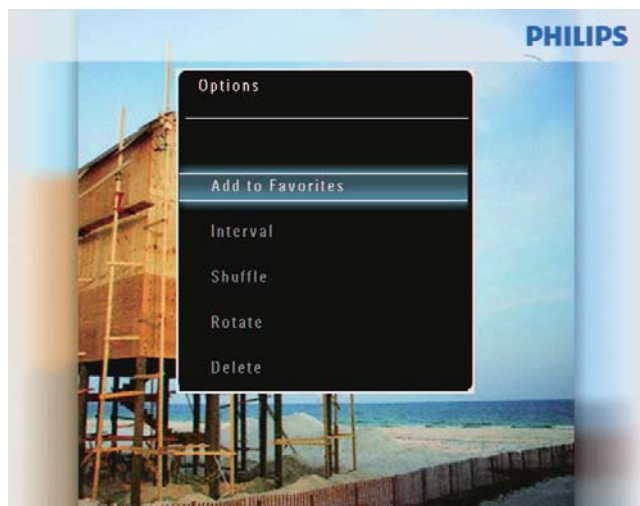 PHILIPS
Options
Add to Favorites
Interval
Shuffle
Rotate
Delete